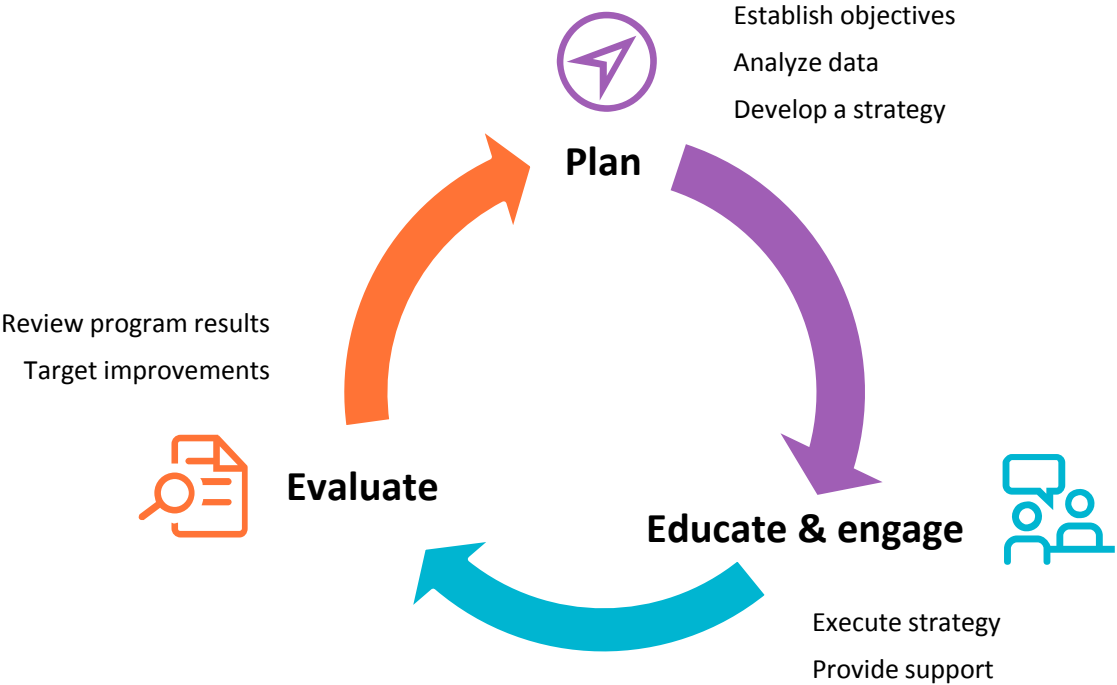 Establish objectives
Analyze data
Develop a strategy
Plan
Review program results
Target improvements
Evaluate
Educate & engage
Execute strategy
Provide support